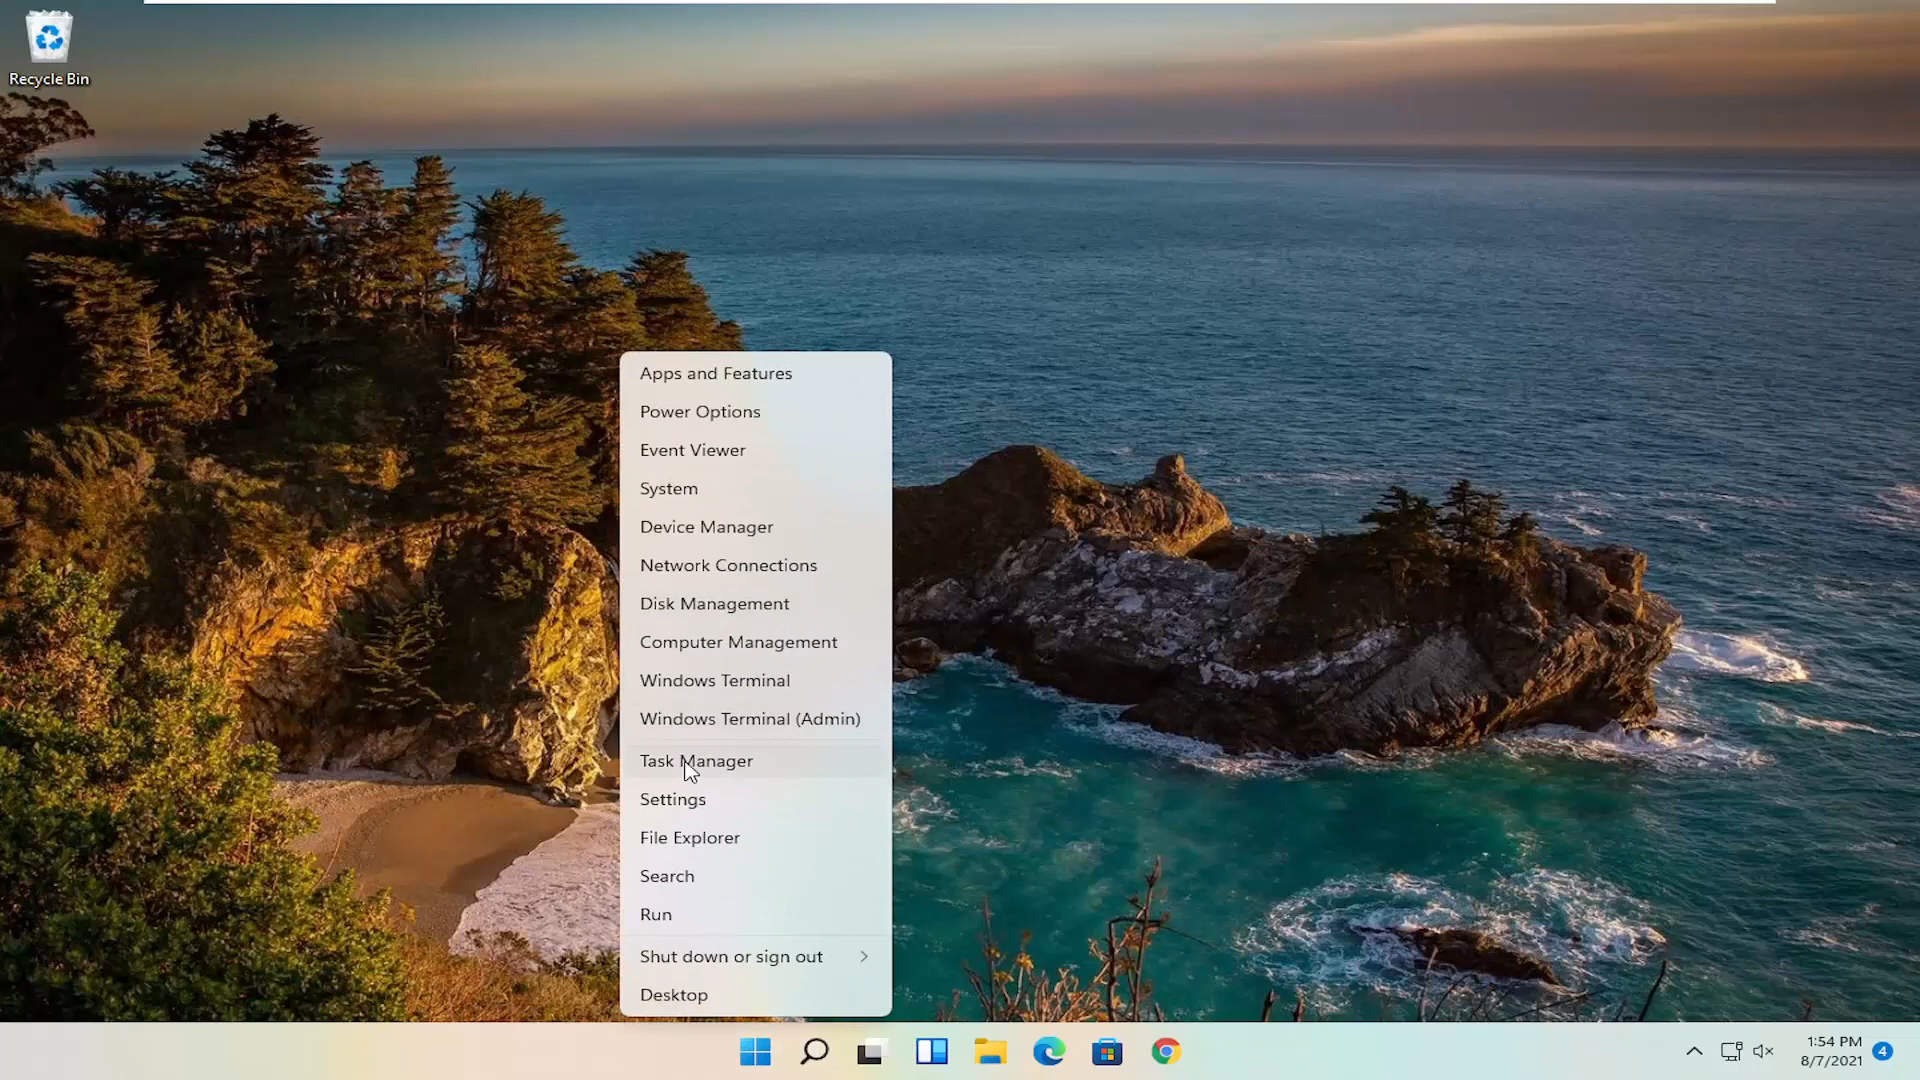 Recycle Bin
Apps and Features
Power Options
Event Viewer
System
Device Manager
Network Connections
Disk Management
Computer Management
Windows Terminal
Windows Terminal (Admin)
Task Manager
Settings
File Explorer
Search
Run
Shut down or sign out
Desktop
1:54 PM
8/7/2021
4